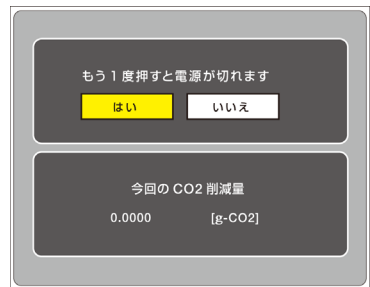 もう1度押すと電源が切れます
はい いいえ
今回の CO2 削減量
0.0000 [g-CO2]